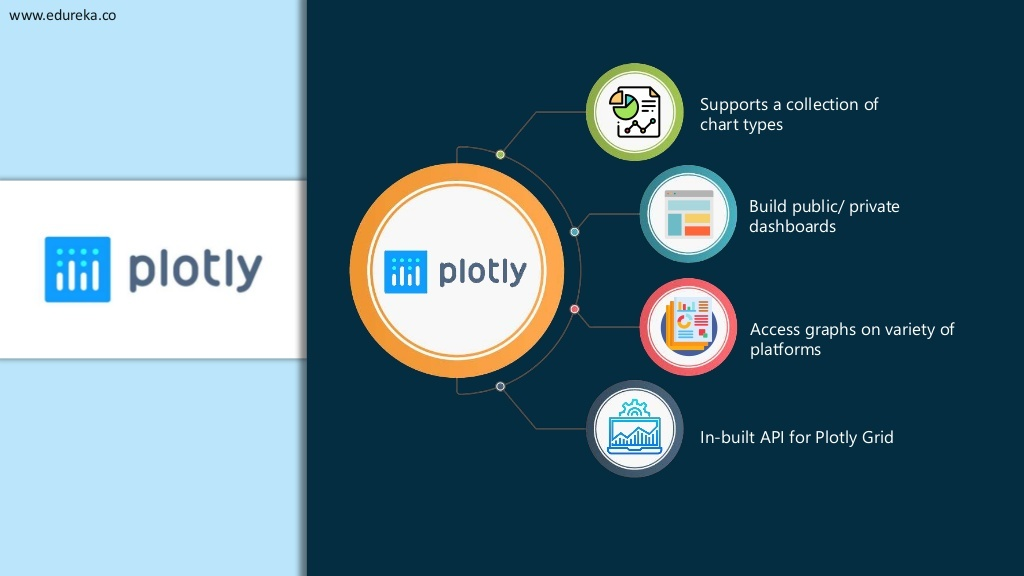 www.edureka.co
plotly
plotly
Supports a collection of
chart types
Build public/ private
dashboards
Access graphs on variety of
platforms
In-built API for Plotly Grid